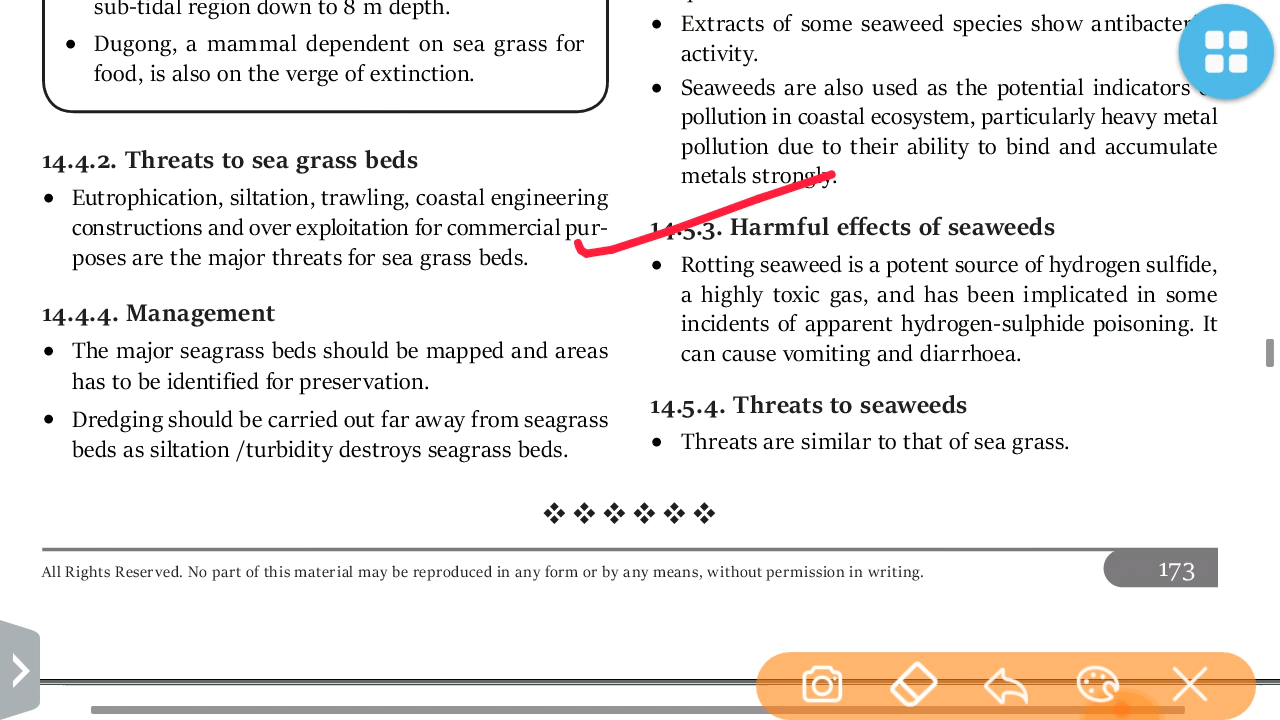 sub-tidal region down to 8 m depth.
• Dugong, a mammal dependent on sea grass for
food, is also on the verge of extinction.
14.4.2. Threats to sea grass beds
• Eutrophication, siltation, trawling, coastal engineering
constructions and over exploitation for commercial pur-
poses are the major threats for sea grass beds.
14.4.4. Management
• The major seagrass beds should be mapped and areas
has to be identified for preservation.
• Dredging should be carried out far away from seagrass
beds as siltation /turbidity destroys seagrass beds.
• Extracts of some seaweed species show antibacterial
activity.
• Seaweeds are also used as the potential indicators of
pollution in coastal ecosystem, particularly heavy metal
pollution due to their ability to bind and accumulate
metals strongly.
14.5.3. Harmful effects of seaweeds
• Rotting seaweed is a potent source of hydrogen sulfide,
a highly toxic gas, and has been implicated in some
incidents of apparent hydrogen-sulphide poisoning. It
can cause vomiting and diarrhoea.
14.5.4. Threats to seaweeds
• Threats are similar to that of sea grass.
All Rights Reserved. No part of this material may be reproduced in any form or by any means, without permission in writing.
173